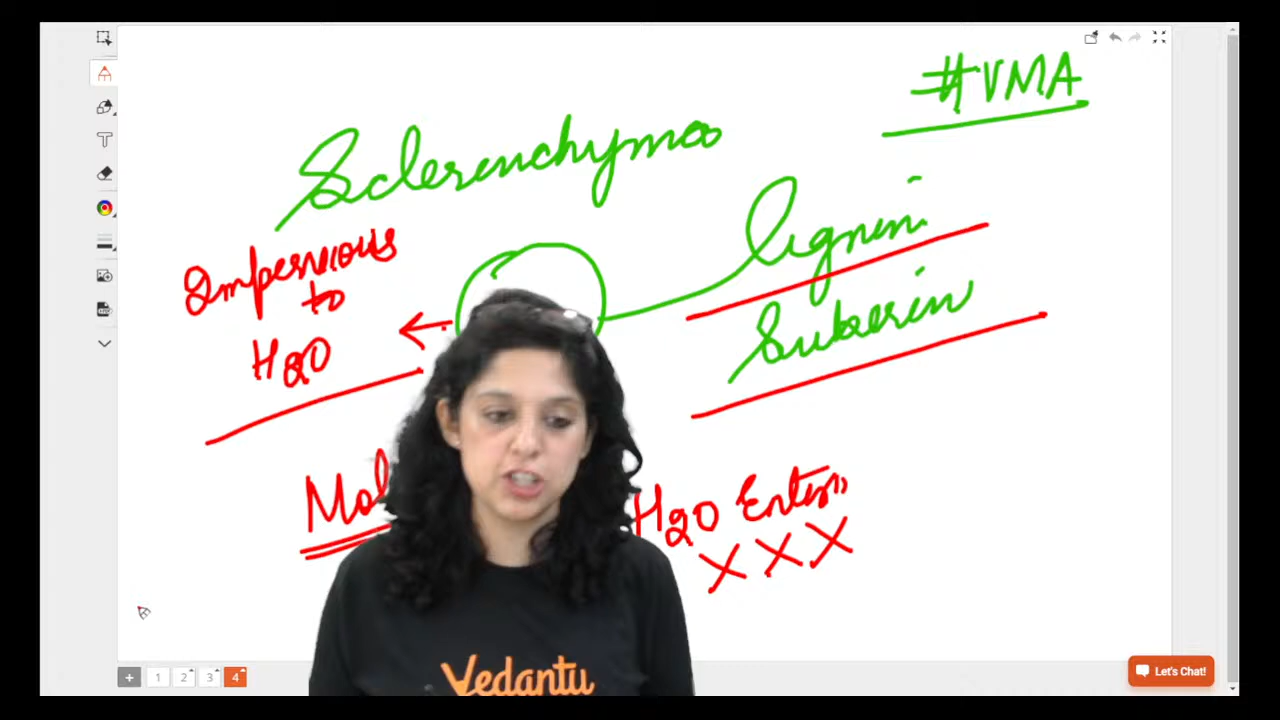 #VMA
Sclerenchyma
lignin
Impervious
to
H2O
Suberin
H2O Enters
XXX
Vedantu
1 2 3 4
Let's Chat!